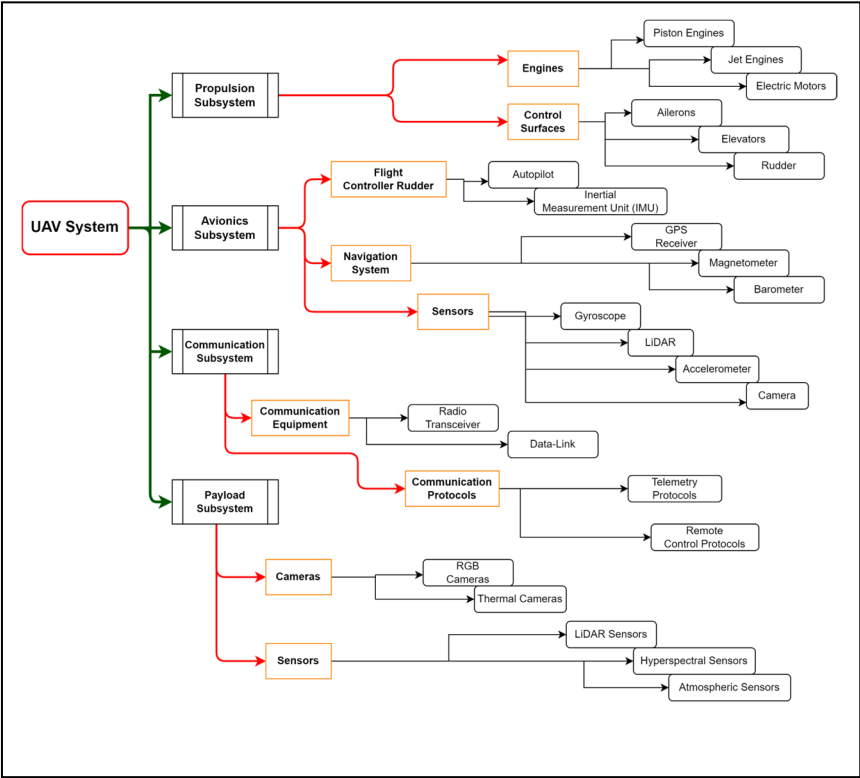 Piston Engines
Jet Engines
Engines
Electric Motors
Propulsion
Subsystem
Control
Surfaces
Ailerons
Elevators
Rudder
Flight
Controller Rudder
Autopilot
Inertial
Measurement Unit (IMU)
UAV System
Avionics
Subsystem
GPS
Receiver
Navigation
System
Magnetometer
Barometer
Sensors
Gyroscope
LiDAR
Accelerometer
Camera
Communication
Subsystem
Communication
Equipment
Radio
Transceiver
Data-Link
Communication
Protocols
Telemetry
Protocols
Remote
Control Protocols
Payload
Subsystem
Cameras
RGB
Cameras
Thermal Cameras
Sensors
LiDAR Sensors
Hyperspectral Sensors
Atmospheric Sensors